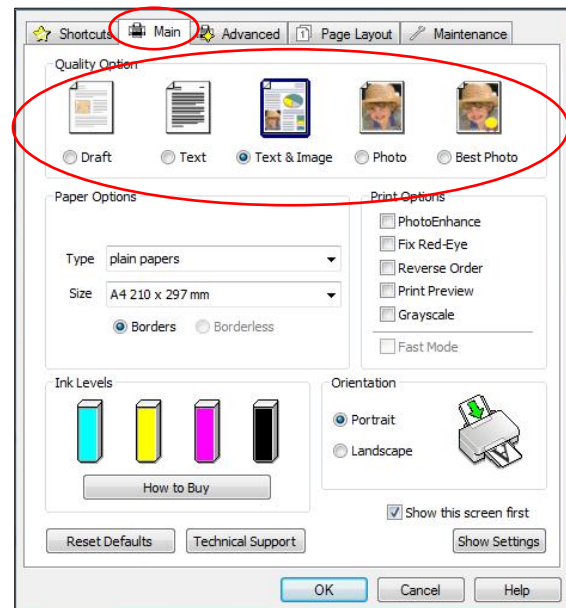 Shortcuts Main Advanced Page Layout Maintenance
Quality Option
Draft Text Text & Image Photo Best Photo
Paper Options
Type plain papers
Size A4 210 x 297 mm
Borders Borderless
Print Options
PhotoEnhance
Fix Red-Eye
Reverse Order
Print Preview
Grayscale
Fast Mode
Ink Levels
How to Buy
Orientation
Portrait
Landscape
Show this screen first
Reset Defaults Technical Support Show Settings
OK Cancel Help